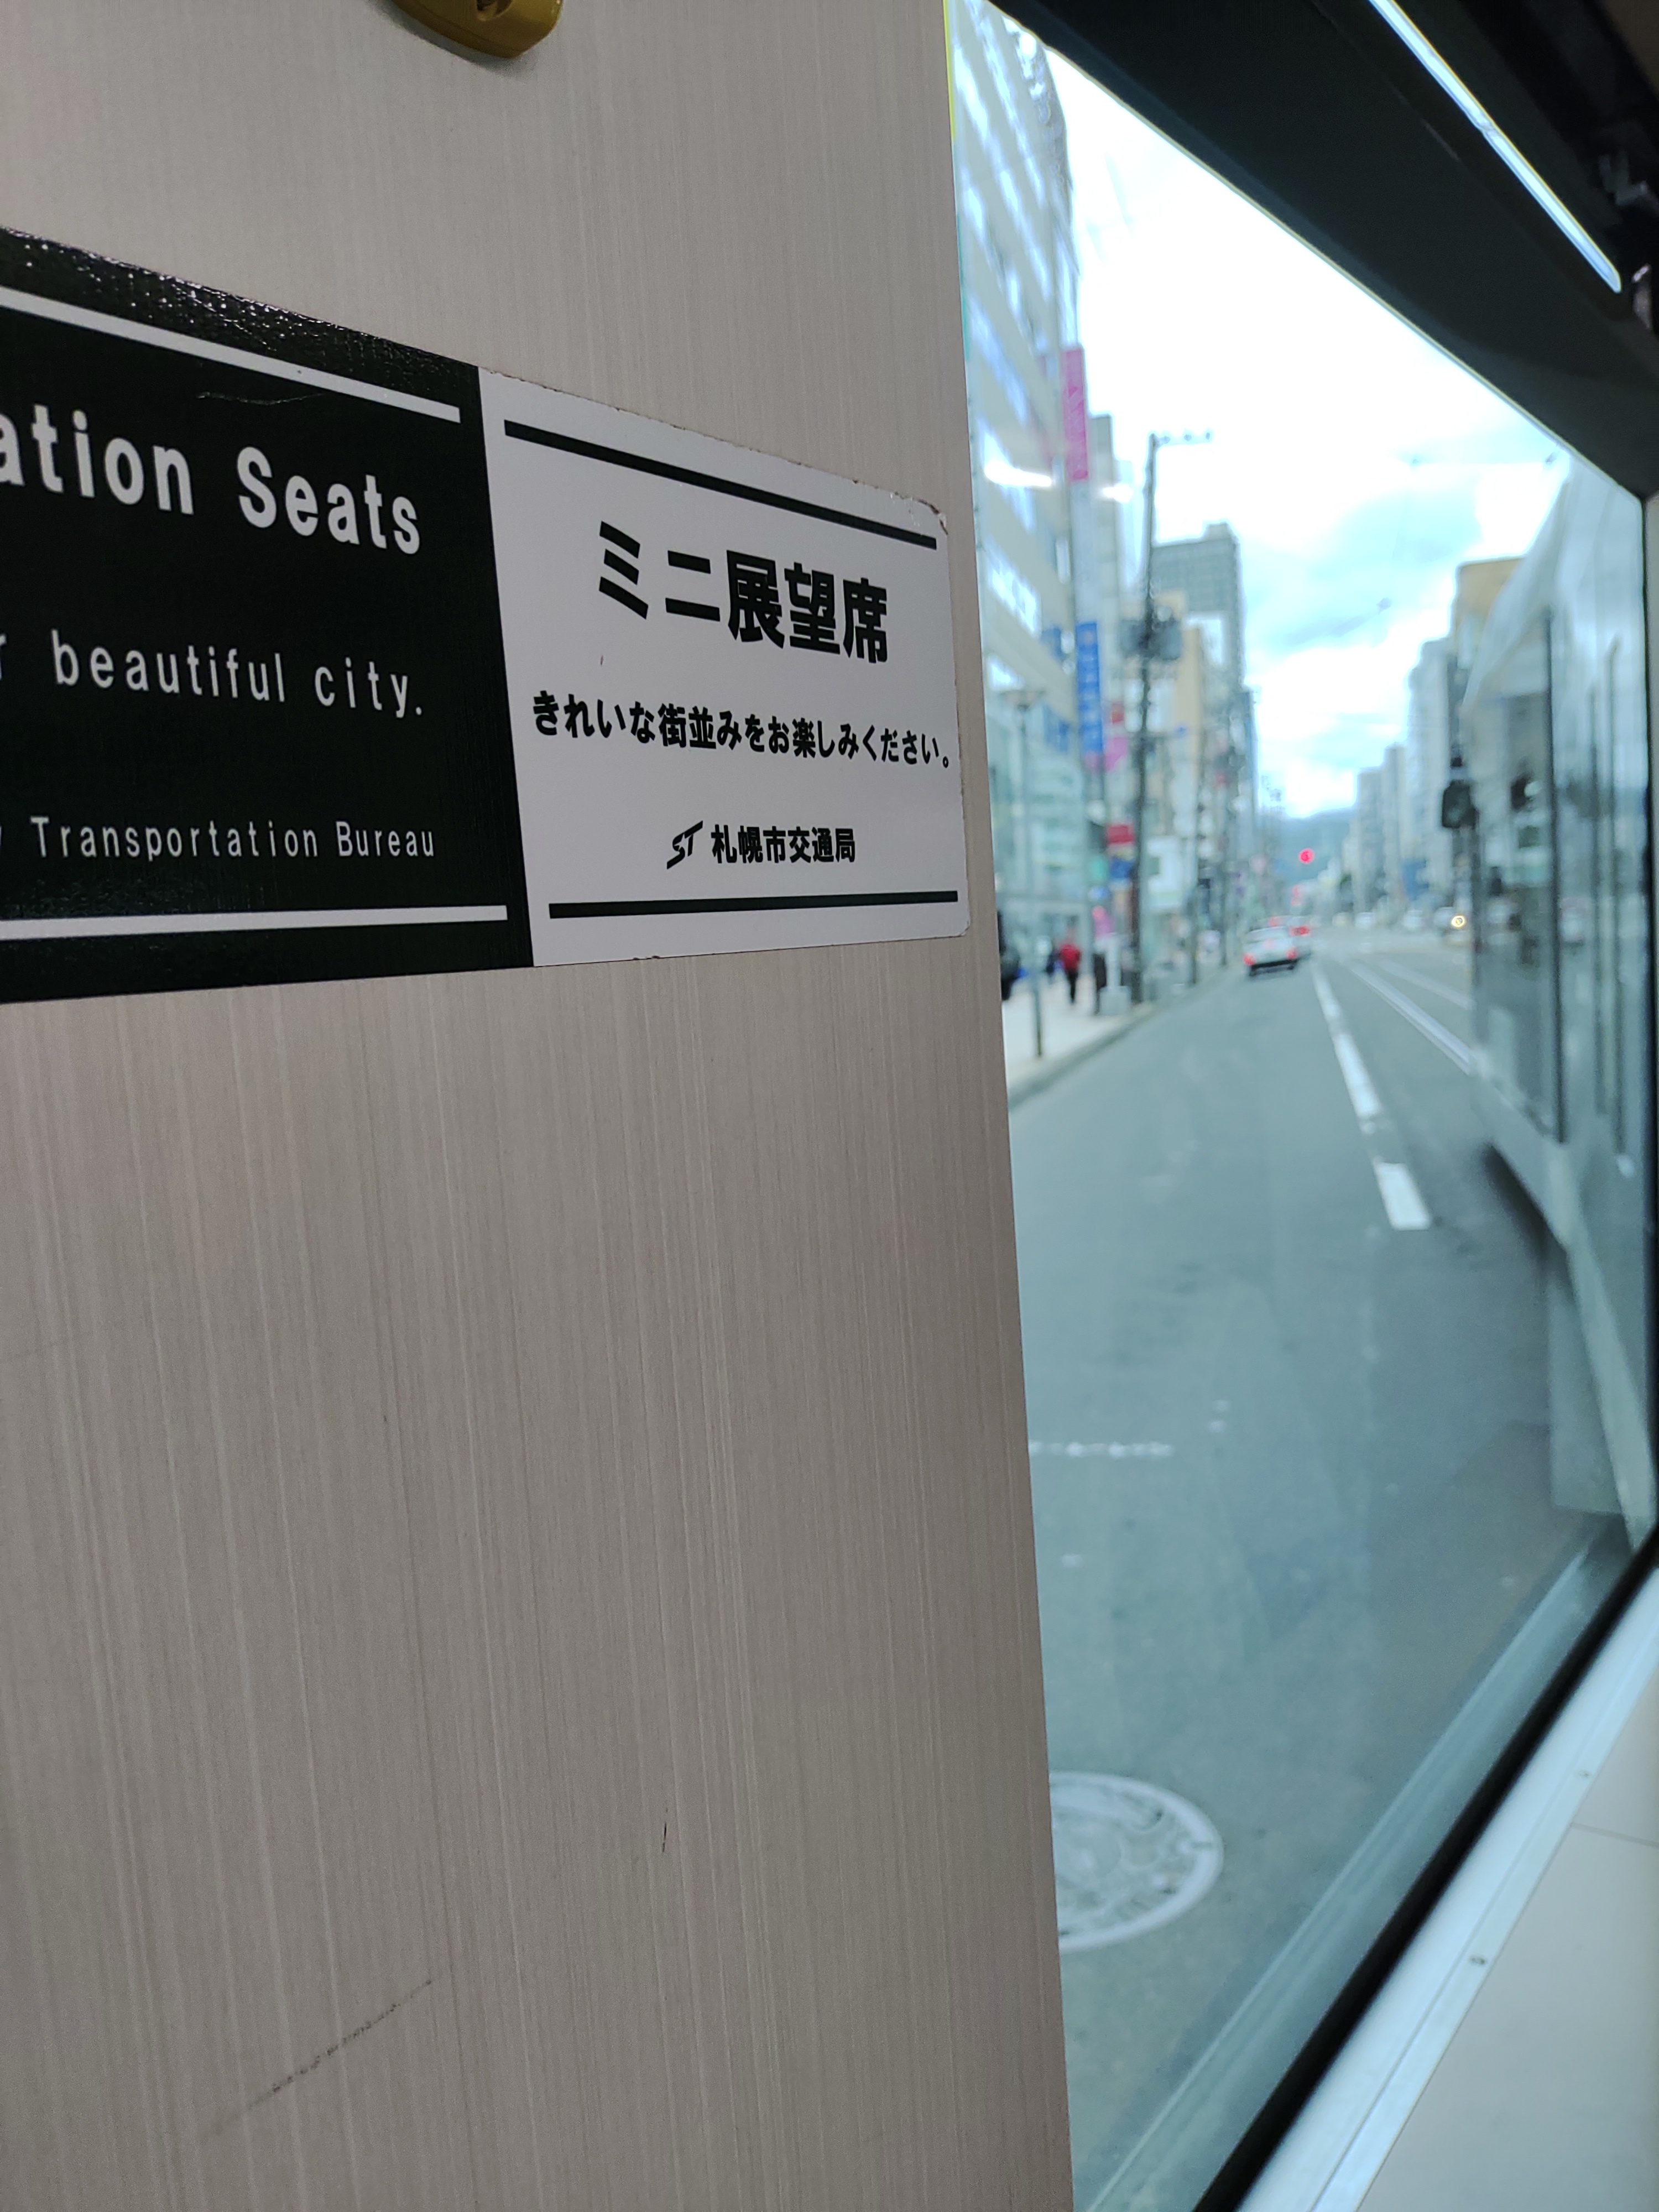 ation Seats
r beautiful city.
Transportation Bureau
ミニ展望席
きれいな街並みをお楽しみください。
ST 札幌市交通局